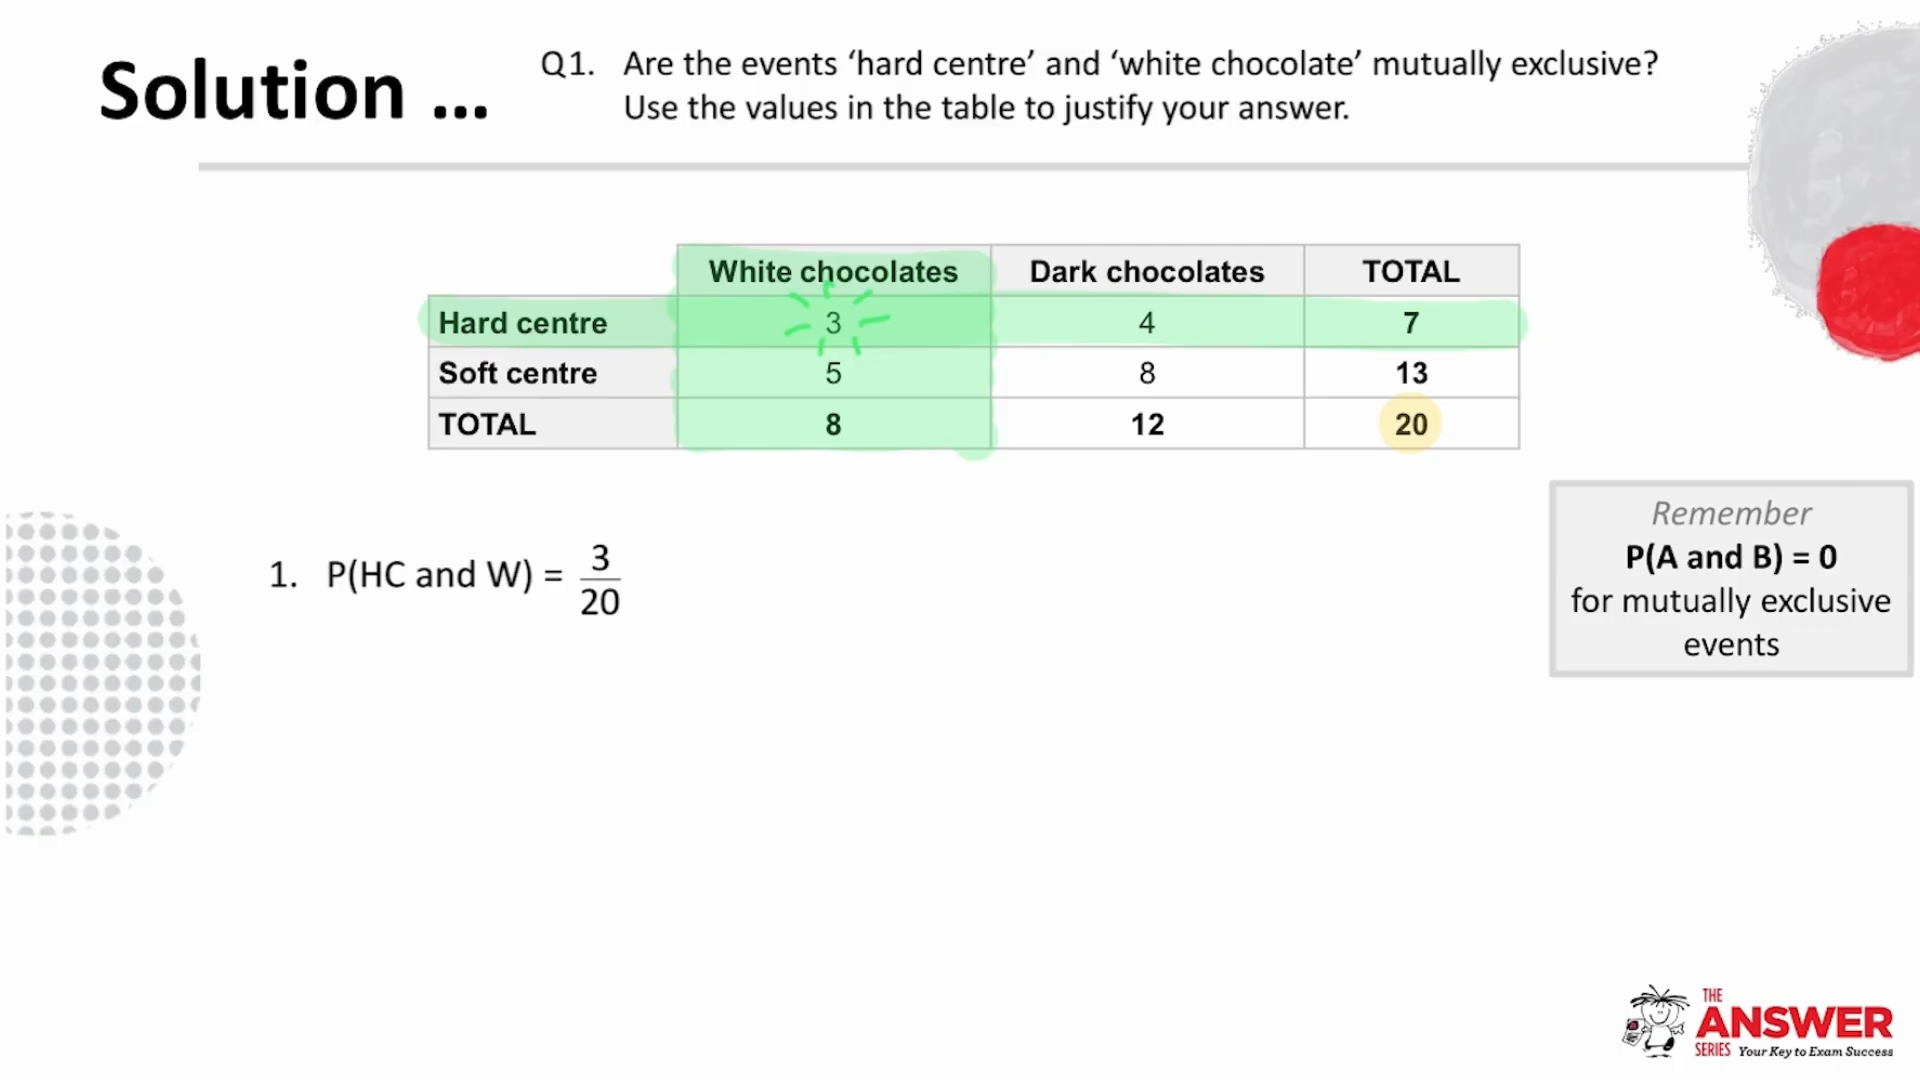 Solution ...
Q1. Are the events ‘hard centre’ and ‘white chocolate’ mutually exclusive?
Use the values in the table to justify your answer.
White chocolates Dark chocolates TOTAL
Hard centre 3 4 7
Soft centre 5 8 13
TOTAL 8 12 20
Remember
P(A and B) = 0
for mutually exclusive
events
1. P(HC and W) = 3/20
THE
ANSWER
SERIES Your Key to Exam Success